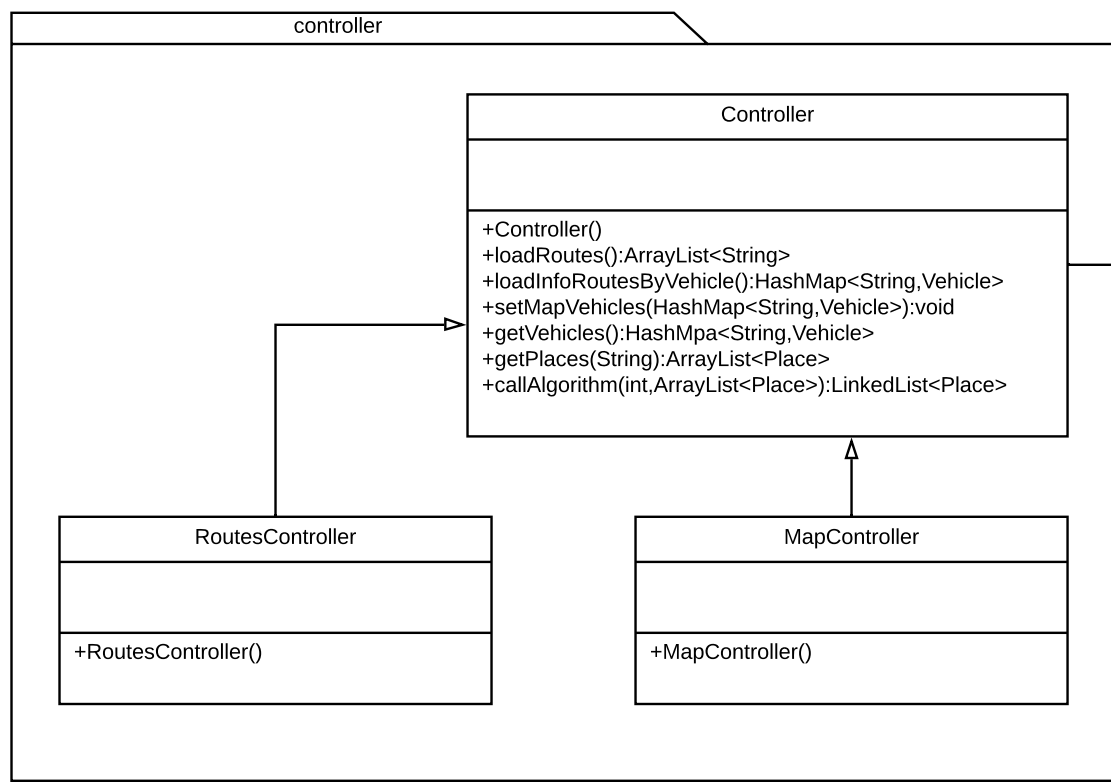 controller
Controller
+Controller()
+loadRoutes():ArrayList<String>
+loadInfoRoutesByVehicle():HashMap<String,Vehicle>
+setMapVehicles(HashMap<String,Vehicle>):void
+getVehicles():HashMpa<String,Vehicle>
+getPlaces(String):ArrayList<Place>
+callAlgorithm(int,ArrayList<Place>):LinkedList<Place>
RoutesController
+RoutesController()
MapController
+MapController()